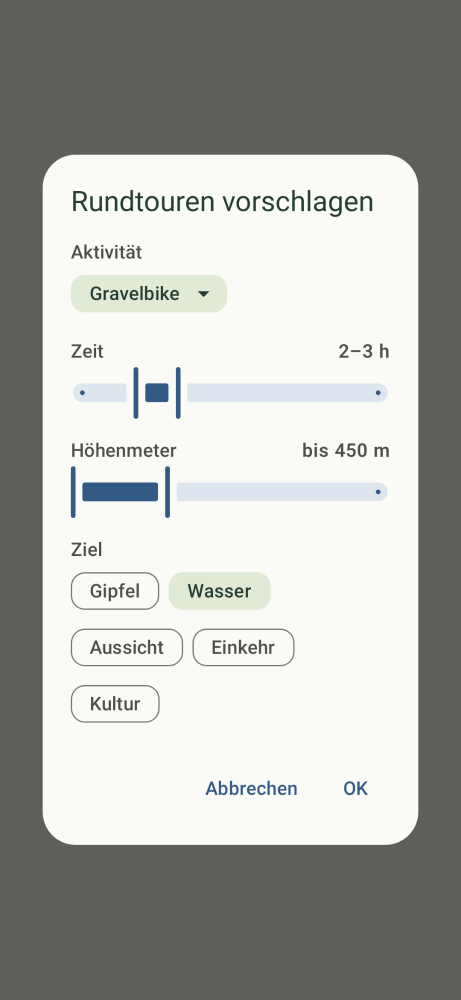 Rundtouren vorschlagen
Aktivität
Gravelbike
Zeit 2–3 h
Höhenmeter bis 450 m
Ziel
Gipfel Wasser
Aussicht Einkehr
Kultur
Abbrechen OK